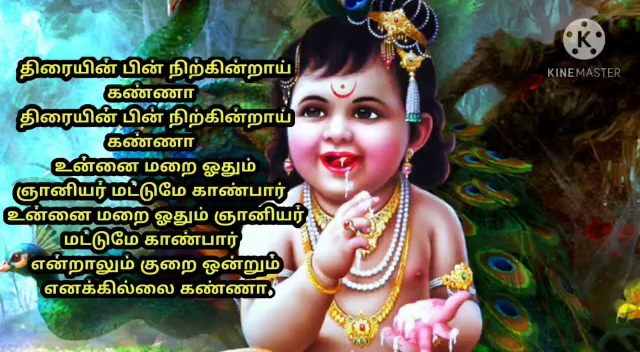 திரையின் பின் நிற்கின்றாய்
கண்ணா
திரையின் பின் நிற்கின்றாய்
கண்ணா
உன்னை மறை ஓதும்
ஞானியர் மட்டுமே காண்பார்
உன்னை மறை ஓதும் ஞானியர்
மட்டுமே காண்பார்
என்றாலும் குறை ஒன்றும்
எனக்கில்லை கண்ணா,
K
KINEMASTER